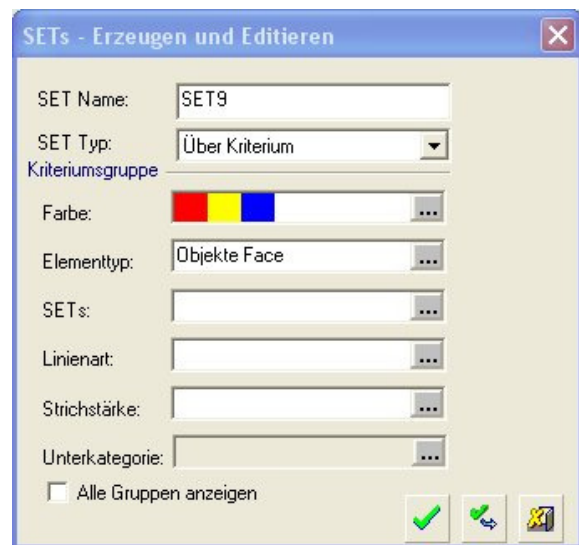 SETs - Erzeugen und Editieren
SET Name: SET9
SET Typ: Über Kriterium
Kriteriumsgruppe
Farbe: ...
Elementtyp: Objekte Face ...
SETs: ...
Linienart: ...
Strichstärke: ...
Unterkategorie: ...
Alle Gruppen anzeigen